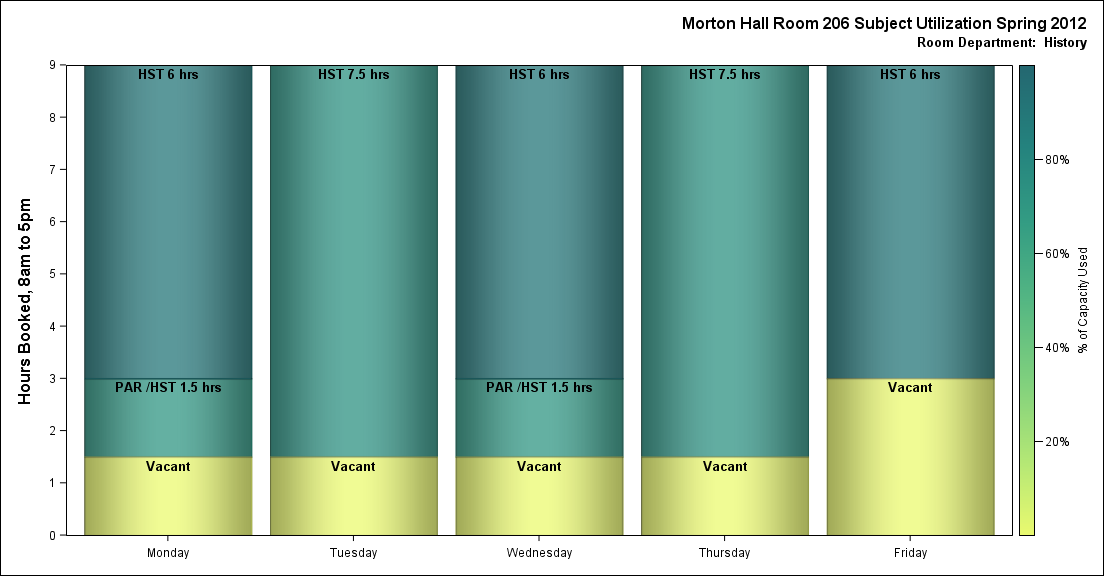 Morton Hall Room 206 Subject Utilization Spring 2012
Room Department:  History
Hours Booked, 8am to 5pm
9
8
7
6
5
4
3
2
1
0
HST 6 hrs
PAR /HST 1.5 hrs
Vacant
HST 7.5 hrs
Vacant
HST 6 hrs
PAR /HST 1.5 hrs
Vacant
HST 7.5 hrs
Vacant
HST 6 hrs
Vacant
Monday
Tuesday
Wednesday
Thursday
Friday
80%
60%
40%
20%
% of Capacity Used